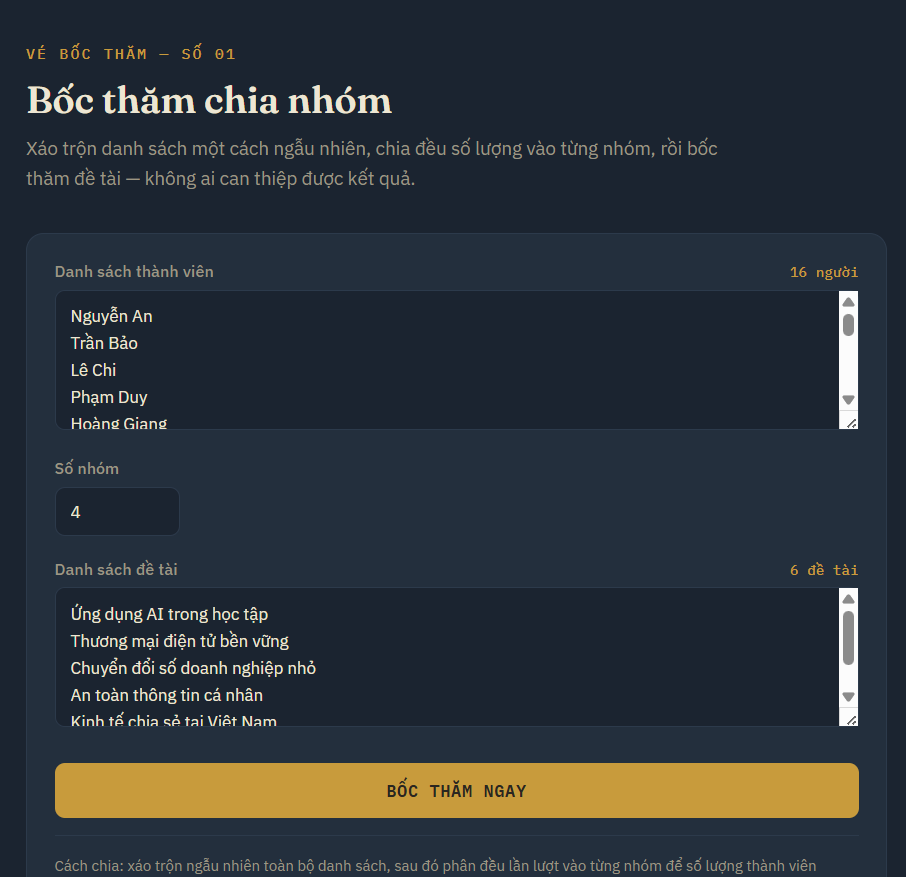 VÉ BỐC THĂM — SỐ 01
Bốc thăm chia nhóm
Xáo trộn danh sách một cách ngẫu nhiên, chia đều số lượng vào từng nhóm, rồi bốc
thăm đề tài — không ai can thiệp được kết quả.
Danh sách thành viên
16 người
Nguyễn An
Trần Bảo
Lê Chi
Phạm Duy
Hoàng Giang
Số nhóm
4
Danh sách đề tài
6 đề tài
Ứng dụng AI trong học tập
Thương mại điện tử bền vững
Chuyển đổi số doanh nghiệp nhỏ
An toàn thông tin cá nhân
Kinh tế chia sẻ tại Việt Nam
BỐC THĂM NGAY
Cách chia: xáo trộn ngẫu nhiên toàn bộ danh sách, sau đó phân đều lần lượt vào từng nhóm để số lượng thành viên